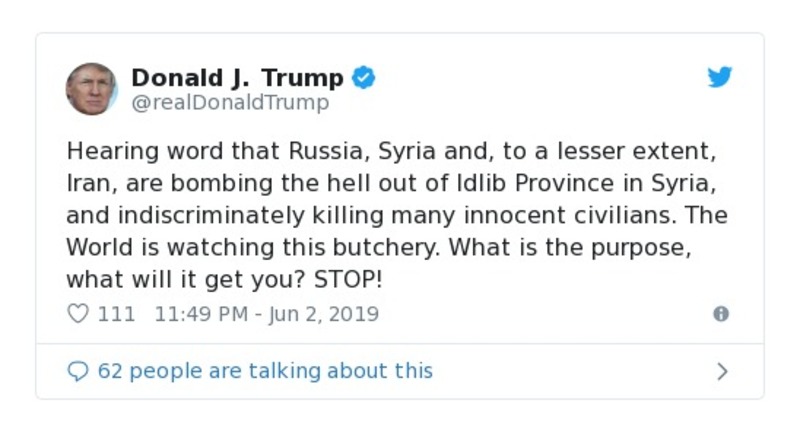 Donald J. Trump
@realDonaldTrump
Hearing word that Russia, Syria and, to a lesser extent,
Iran, are bombing the hell out of Idlib Province in Syria,
and indiscriminately killing many innocent civilians. The
World is watching this butchery. What is the purpose,
what will it get you? STOP!
111 11:49 PM - Jun 2, 2019
62 people are talking about this